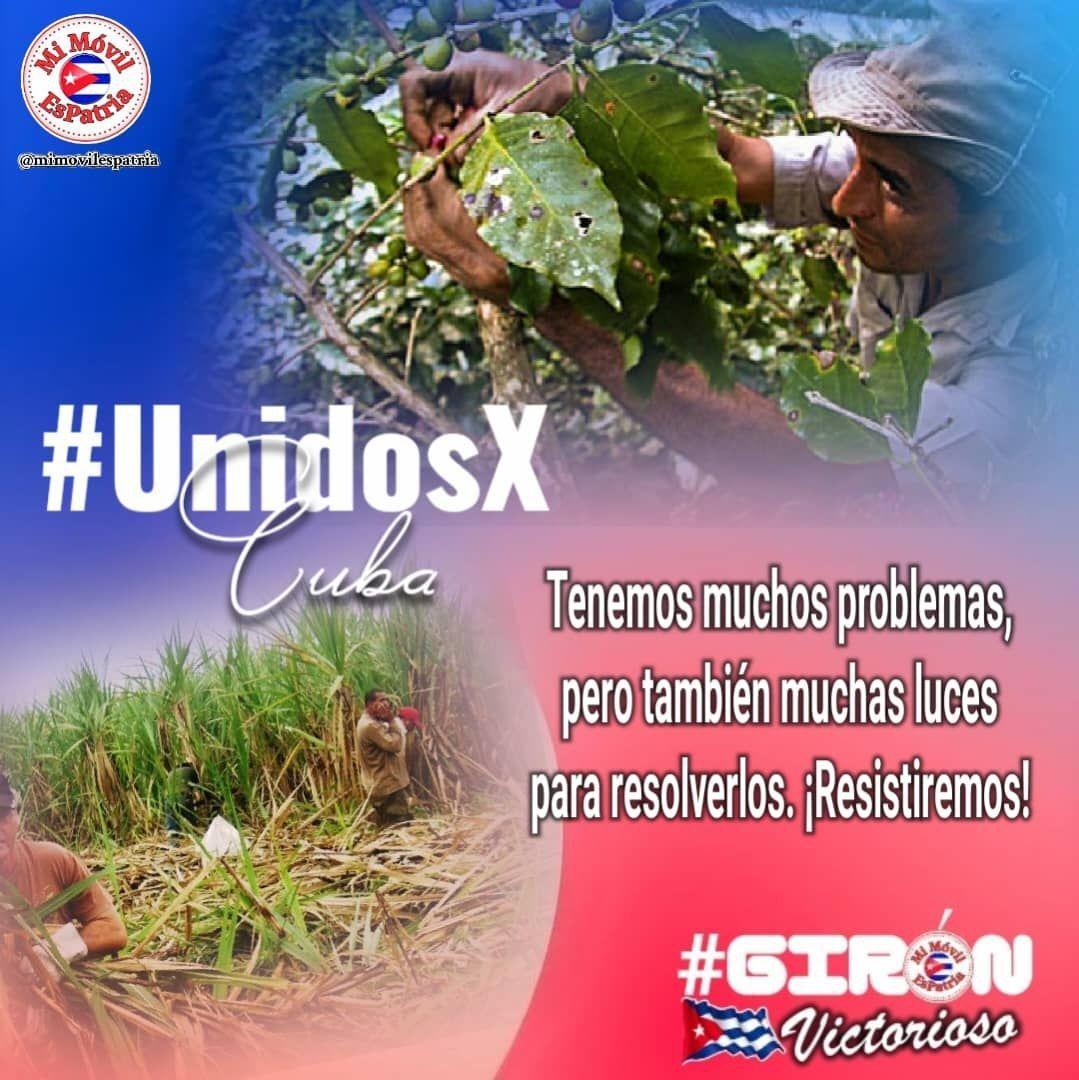 Mi Móvil
EsPatria
@mimovilespatria
#UnidosX
Cuba
Tenemos muchos problemas,
pero también muchas luces
para resolverlos. ¡Resistiremos!
#GIRÓN
Mi Móvil
EsPatria
Victorioso